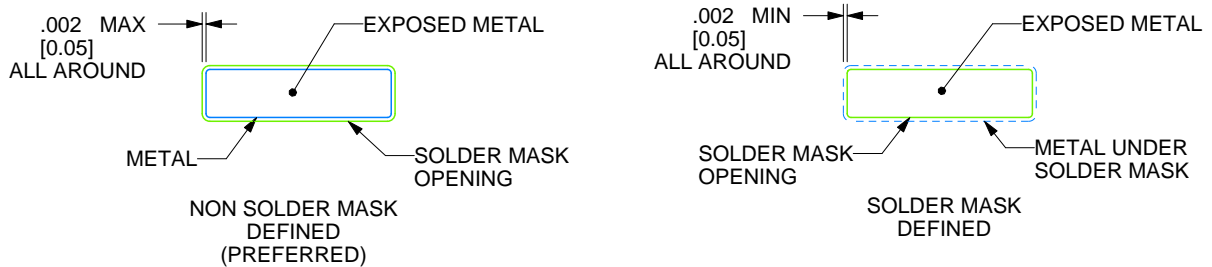 .002 MAX
[0.05]
ALL AROUND
EXPOSED METAL
METAL
SOLDER MASK
OPENING
NON SOLDER MASK
DEFINED
(PREFERRED)
.002 MIN
[0.05]
ALL AROUND
EXPOSED METAL
SOLDER MASK
OPENING
METAL UNDER
SOLDER MASK
SOLDER MASK
DEFINED